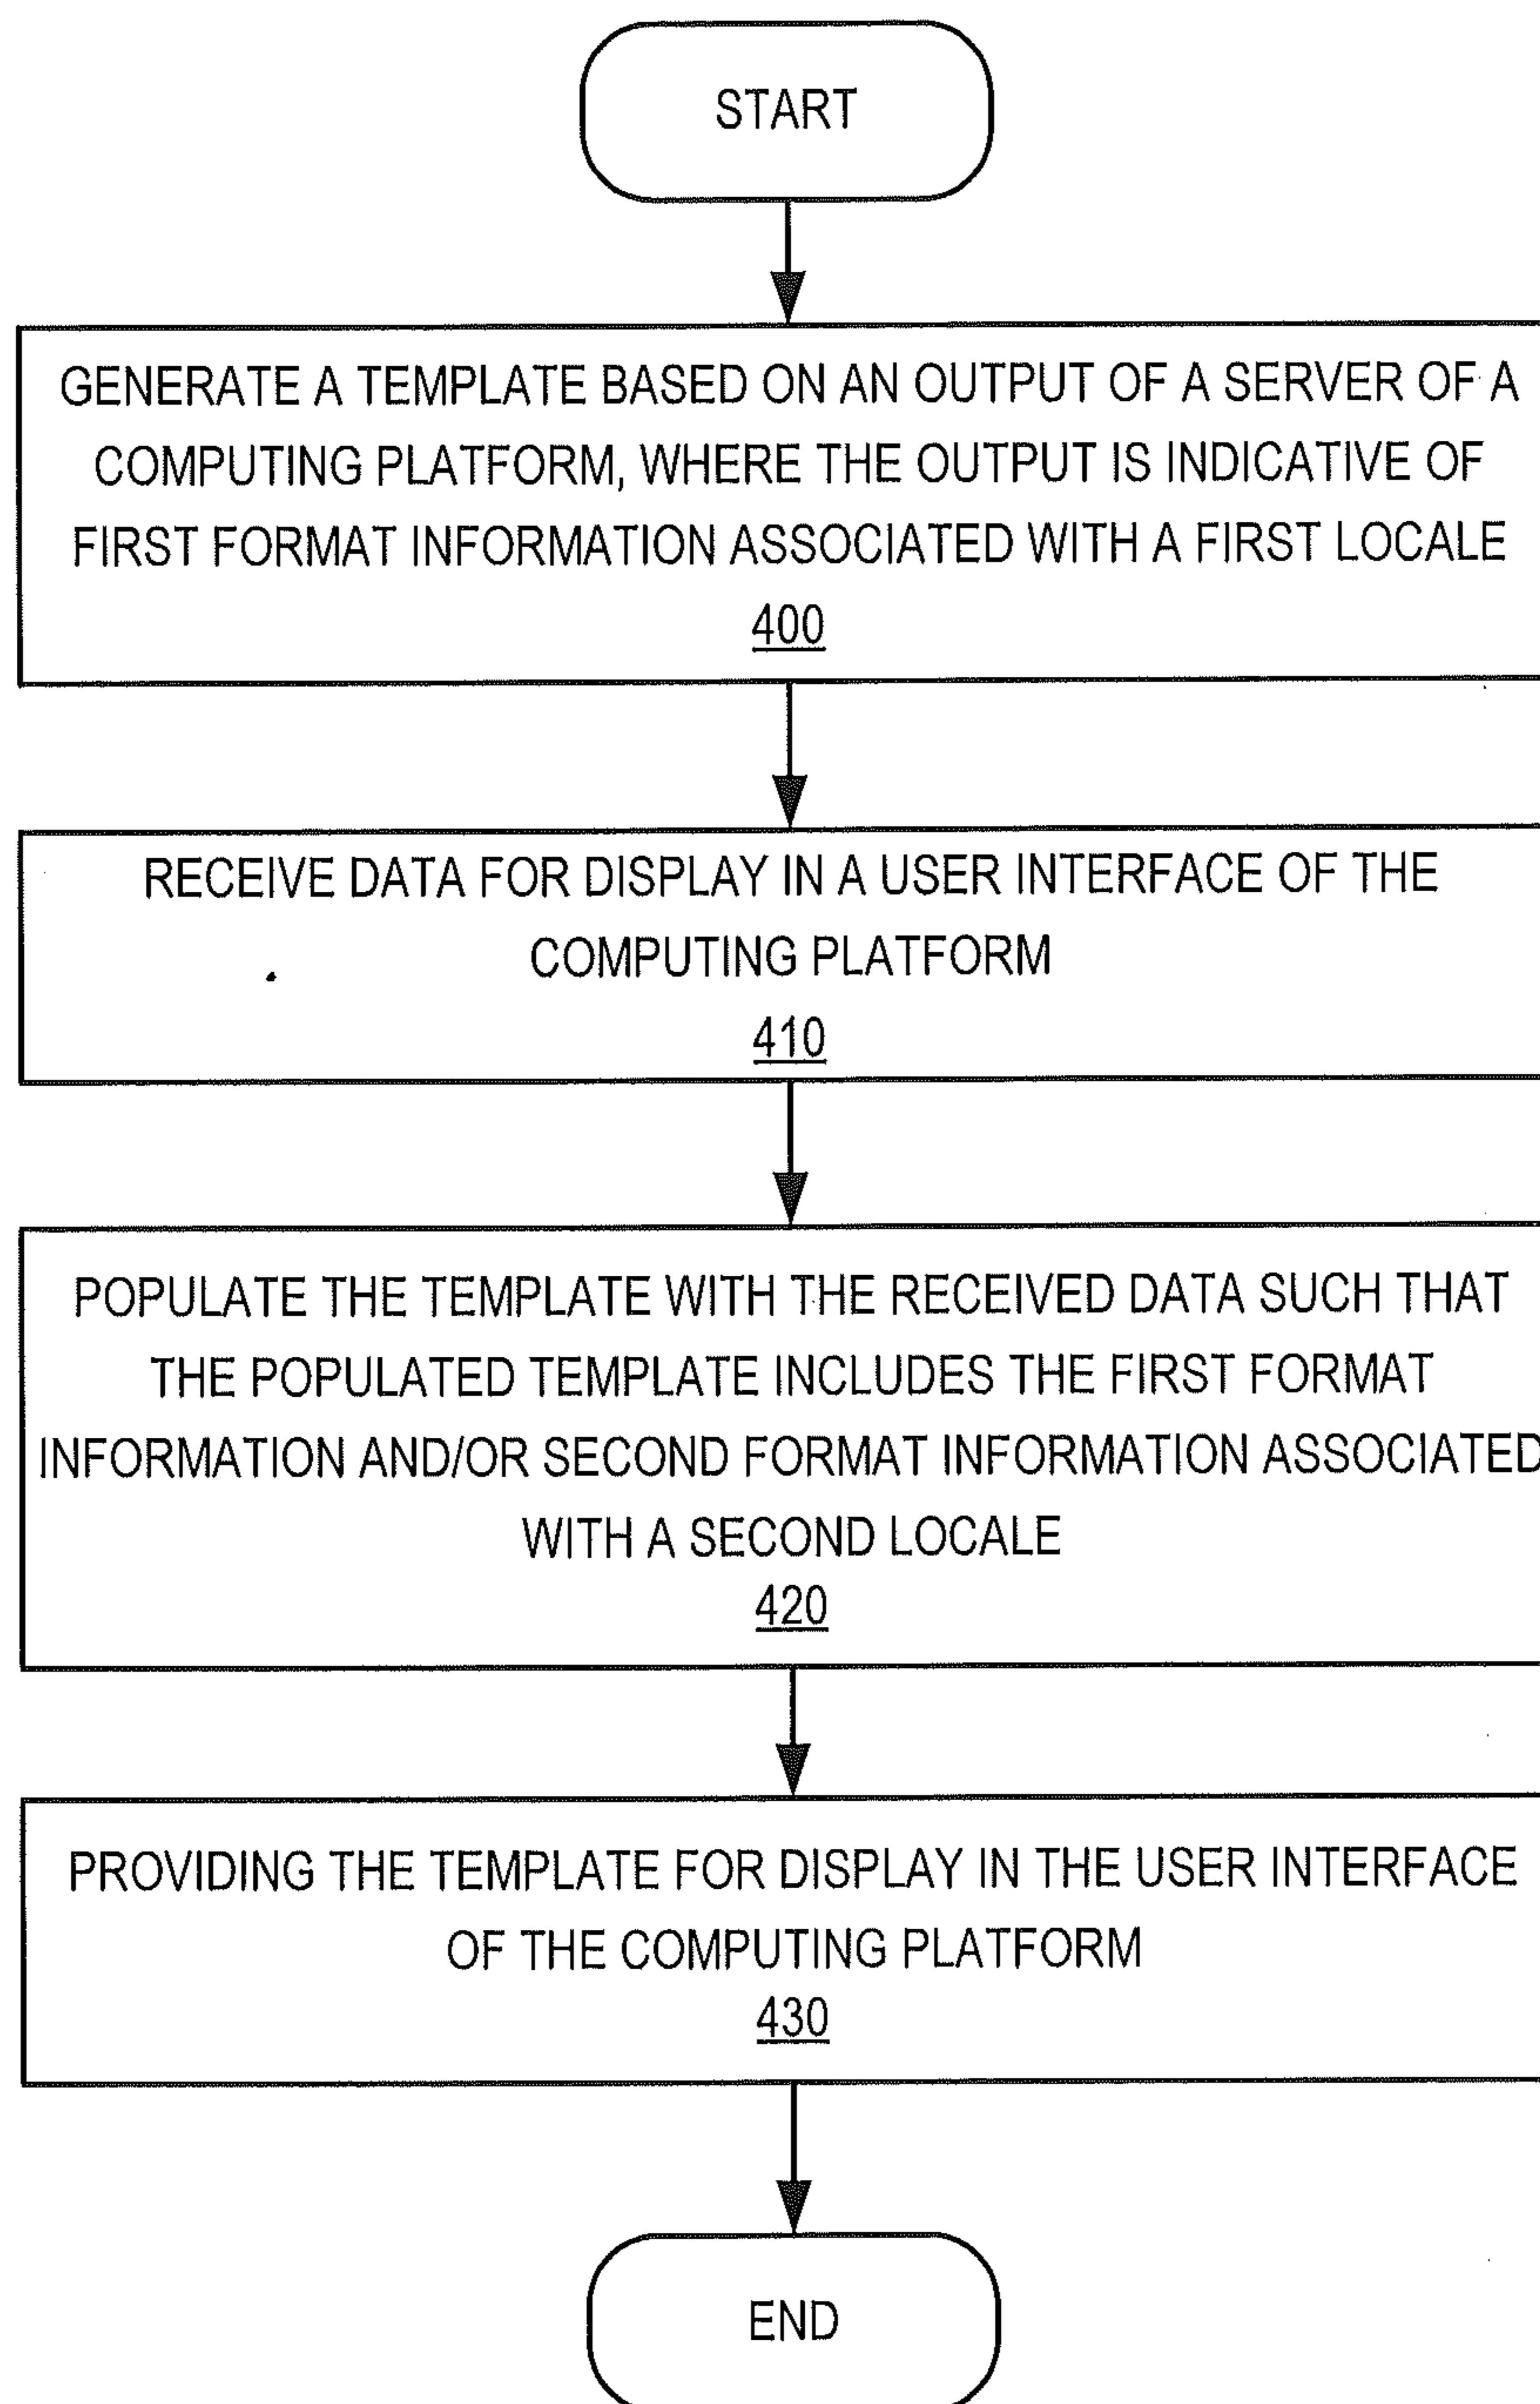 START
GENERATE A TEMPLATE BASED ON AN OUTPUT OF A SERVER OF A
COMPUTING PLATFORM, WHERE THE OUTPUT IS INDICATIVE OF
FIRST FORMAT INFORMATION ASSOCIATED WITH A FIRST LOCALE
400
RECEIVE DATA FOR DISPLAY IN A USER INTERFACE OF THE
COMPUTING PLATFORM
410
POPULATE THE TEMPLATE WITH THE RECEIVED DATA SUCH THAT
THE POPULATED TEMPLATE INCLUDES THE FIRST FORMAT
INFORMATION AND/OR SECOND FORMAT INFORMATION ASSOCIATED
WITH A SECOND LOCALE
420
PROVIDING THE TEMPLATE FOR DISPLAY IN THE USER INTERFACE
OF THE COMPUTING PLATFORM
430
END